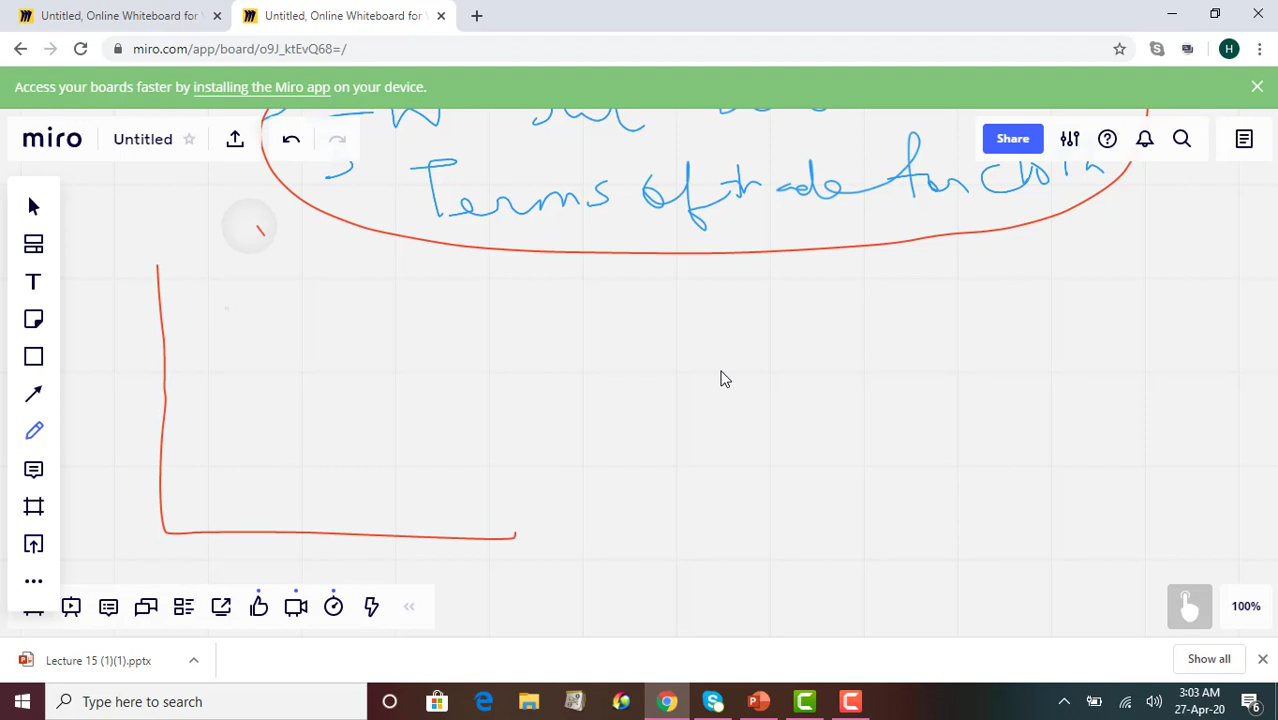 Untitled, Online Whiteboard for
Untitled, Online Whiteboard for
miro.com/app/board/o9J_ktEvQ68=/
H
Access your boards faster by installing the Miro app on your device.
miro
Untitled
Share
Terms of trade for Cloth
T
100%
Lecture 15 (1)(1).pptx
Show all
Type here to search
3:03 AM
27-Apr-20
6